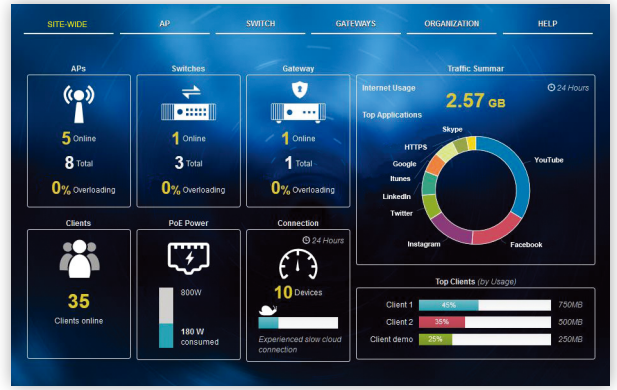 SITE-WIDE AP SWITCH GATEWAYS ORGANIZATION HELP
APs
5 Online
8 Total
0% Overloading
Switches
1 Online
3 Total
0% Overloading
Gateway
1 Online
1 Total
0% Overloading
Traffic Summar
Internet Usage
24 Hours
2.57 GB
Top Applications
Skype
HTTPS
Google
Itunes
LinkedIn
Twitter
Instagram
Facebook
YouTube
Clients
35
Clients online
PoE Power
800W
180 W
consumed
Connection
24 Hours
10 Devices
Experienced slow cloud
connection
Top Clients (by Usage)
Client 1 45% 750MB
Client 2 35% 500MB
Client demo 25% 250MB